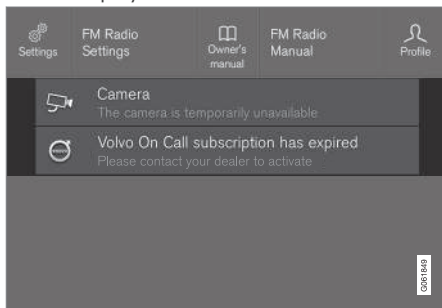 Settings
FM Radio
Settings
Owner's
manual
FM Radio
Manual
Profile
Camera
The camera is temporarily unavailable
Volvo On Call subscription has expired
Please contact your dealer to activate
G061849